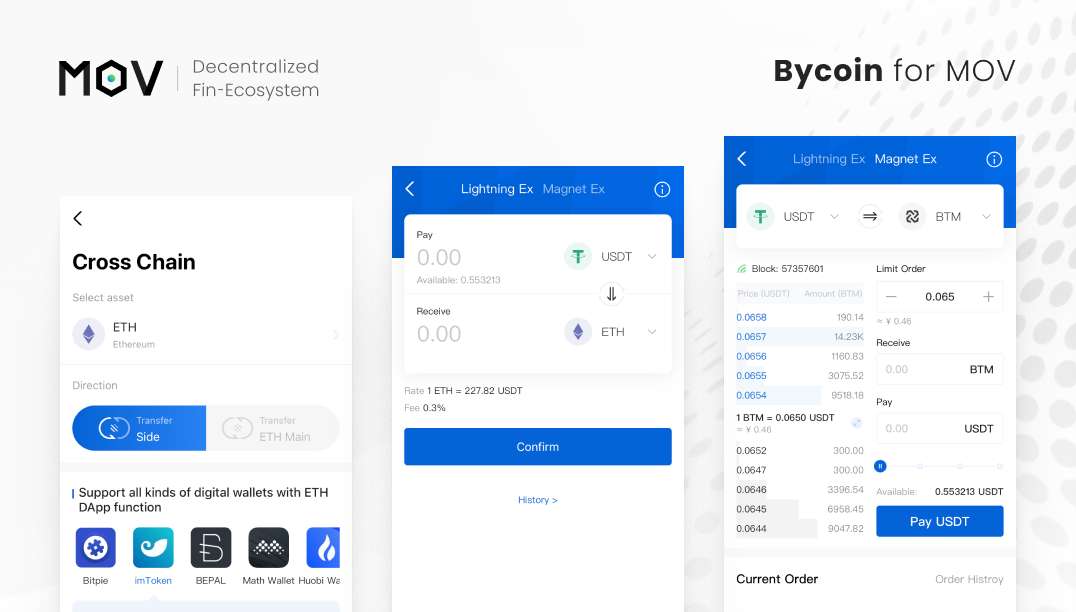 MOV
Decentralized
Fin-Ecosystem
Bycoin for MOV
Cross Chain
Select asset
ETH
Ethereum
Direction
Transfer
Side
Transfer
ETH Main
Support all kinds of digital wallets with ETH
DApp function
Bitpie imToken BEPAL Math Wallet Huobi Wa
Lightning Ex Magnet Ex
Pay
0.00 USDT
Available: 0.553213
Receive
0.00 ETH
Rate 1 ETH = 227.82 USDT
Fee 0.3%
Confirm
History >
Lightning Ex Magnet Ex
USDT BTM
Block: 57357601
Price (USDT) Amount (BTM)
0.0658 190.14
0.0657 14.23K
0.0656 1160.83
0.0655 3075.52
0.0654 9518.18
1 BTM = 0.0650 USDT
≈ ¥ 0.46
0.0652 300.00
0.0647 300.00
0.0646 3396.54
0.0645 6958.45
0.0644 9047.82
Limit Order
0.065
≈ ¥ 0.46
Receive
0.00 BTM
Pay
0.00 USDT
Available: 0.553213 USDT
Pay USDT
Current Order Order Histroy